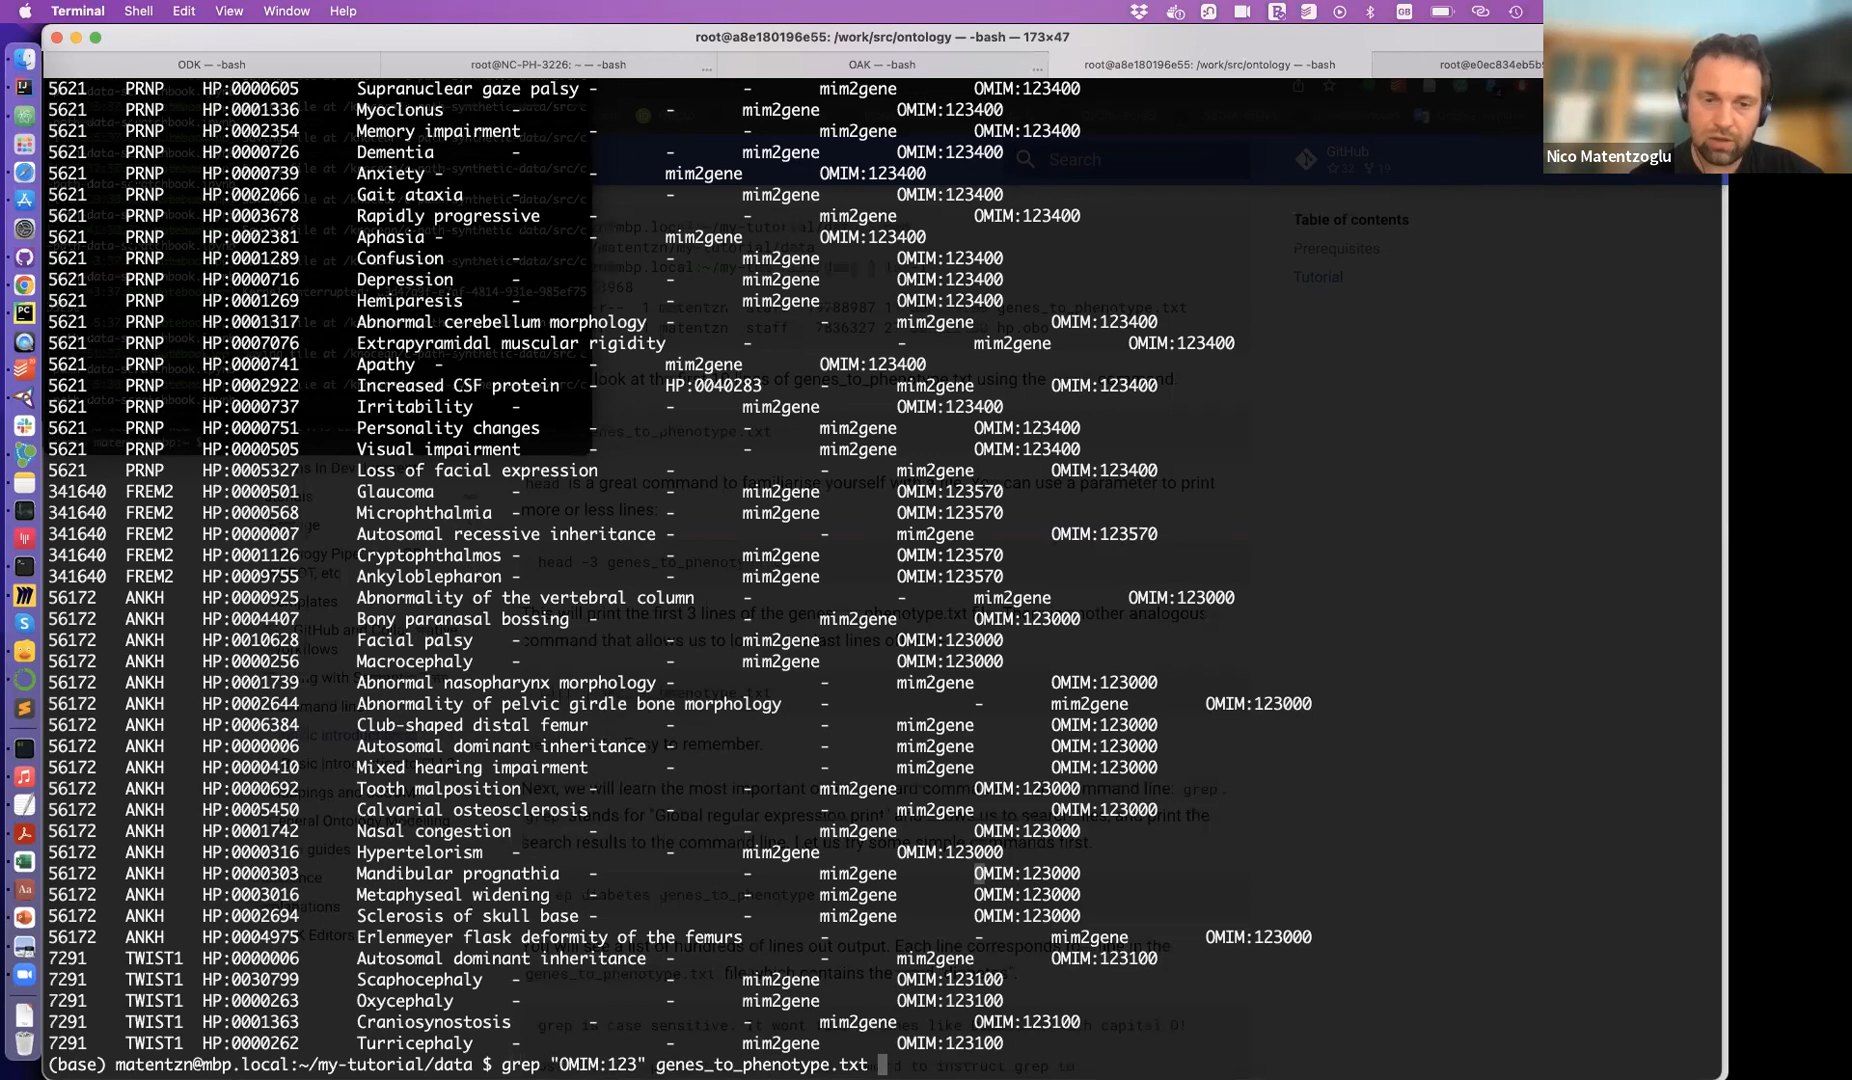 Terminal Shell Edit View Window Help
root@a8e180196e55: /work/src/ontology — -bash — 173×47
ODK — -bash root@NC-PH-3226: ~ — -bash ... OAK — -bash ... root@a8e180196e55: /work/src/ontology — -bash root@e0ec834eb5b
Nico Matentzoglu
5621 PRNP HP:0000605 Supranuclear gaze palsy - - mim2gene OMIM:123400
5621 PRNP HP:0001336 Myoclonus - - mim2gene OMIM:123400
5621 PRNP HP:0002354 Memory impairment - - mim2gene OMIM:123400
5621 PRNP HP:0000726 Dementia - - mim2gene OMIM:123400
5621 PRNP HP:0000739 Anxiety - - mim2gene OMIM:123400
5621 PRNP HP:0002066 Gait ataxia - - mim2gene OMIM:123400
5621 PRNP HP:0003678 Rapidly progressive - - mim2gene OMIM:123400
5621 PRNP HP:0002381 Aphasia - - mim2gene OMIM:123400
5621 PRNP HP:0001289 Confusion - - mim2gene OMIM:123400
5621 PRNP HP:0000716 Depression - - mim2gene OMIM:123400
5621 PRNP HP:0001269 Hemiparesis - - mim2gene OMIM:123400
5621 PRNP HP:0001317 Abnormal cerebellum morphology - - mim2gene OMIM:123400
5621 PRNP HP:0007076 Extrapyramidal muscular rigidity - - mim2gene OMIM:123400
5621 PRNP HP:0000741 Apathy - - mim2gene OMIM:123400
5621 PRNP HP:0002922 Increased CSF protein - HP:0040283 - mim2gene OMIM:123400
5621 PRNP HP:0000737 Irritability - - mim2gene OMIM:123400
5621 PRNP HP:0000751 Personality changes - - mim2gene OMIM:123400
5621 PRNP HP:0000505 Visual impairment - - mim2gene OMIM:123400
5621 PRNP HP:0005327 Loss of facial expression - - mim2gene OMIM:123400
341640 FREM2 HP:0000501 Glaucoma - - mim2gene OMIM:123570
341640 FREM2 HP:0000568 Microphthalmia - - mim2gene OMIM:123570
341640 FREM2 HP:0000007 Autosomal recessive inheritance - - mim2gene OMIM:123570
341640 FREM2 HP:0001126 Cryptophthalmos - - mim2gene OMIM:123570
341640 FREM2 HP:0009755 Ankyloblepharon - - mim2gene OMIM:123570
56172 ANKH HP:0000925 Abnormality of the vertebral column - - mim2gene OMIM:123000
56172 ANKH HP:0004407 Bony paranasal bossing - - mim2gene OMIM:123000
56172 ANKH HP:0010628 Facial palsy - - mim2gene OMIM:123000
56172 ANKH HP:0000256 Macrocephaly - - mim2gene OMIM:123000
56172 ANKH HP:0001739 Abnormal nasopharynx morphology - - mim2gene OMIM:123000
56172 ANKH HP:0002644 Abnormality of pelvic girdle bone morphology - - mim2gene OMIM:123000
56172 ANKH HP:0006384 Club-shaped distal femur - - mim2gene OMIM:123000
56172 ANKH HP:0000006 Autosomal dominant inheritance - - mim2gene OMIM:123000
56172 ANKH HP:0000410 Mixed hearing impairment - - mim2gene OMIM:123000
56172 ANKH HP:0000692 Tooth malposition - - mim2gene OMIM:123000
56172 ANKH HP:0005450 Calvarial osteosclerosis - - mim2gene OMIM:123000
56172 ANKH HP:0001742 Nasal congestion - - mim2gene OMIM:123000
56172 ANKH HP:0000316 Hypertelorism - - mim2gene OMIM:123000
56172 ANKH HP:0000303 Mandibular prognathia - - mim2gene OMIM:123000
56172 ANKH HP:0003016 Metaphyseal widening - - mim2gene OMIM:123000
56172 ANKH HP:0002694 Sclerosis of skull base - - mim2gene OMIM:123000
56172 ANKH HP:0004975 Erlenmeyer flask deformity of the femurs - - mim2gene OMIM:123000
7291 TWIST1 HP:0000006 Autosomal dominant inheritance - - mim2gene OMIM:123100
7291 TWIST1 HP:0030799 Scaphocephaly - - mim2gene OMIM:123100
7291 TWIST1 HP:0000263 Oxycephaly - - mim2gene OMIM:123100
7291 TWIST1 HP:0001363 Craniosynostosis - - mim2gene OMIM:123100
7291 TWIST1 HP:0000262 Turricephaly - - mim2gene OMIM:123100
(base) matentzn@mbp.local:~/my-tutorial/data $ grep "OMIM:123" genes_to_phenotype.txt
Search
GitHub
Table of contents
Prerequisites
Tutorial